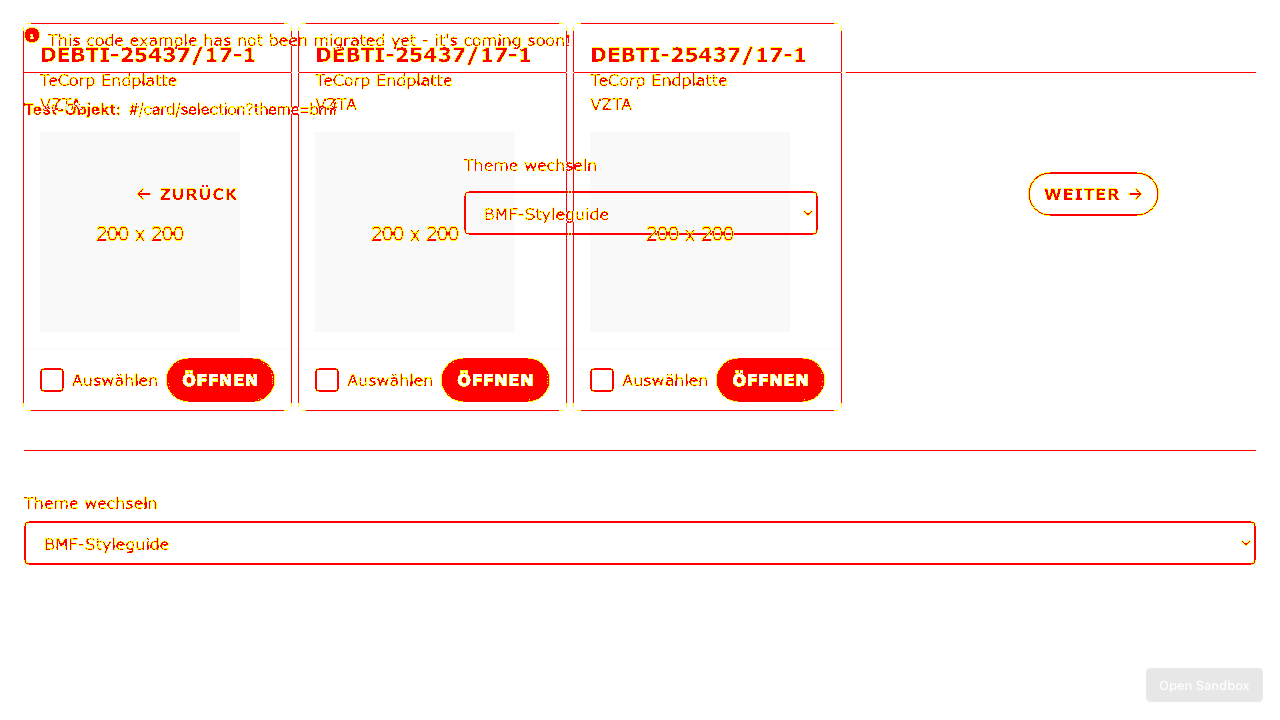 This code example has not been migrated yet - it's coming soon!
DEBTI-25437/17-1 DEBTI-25437/17-1 DEBTI-25437/17-1
TeCorp Endplatte TeCorp Endplatte TeCorp Endplatte
VZTA VZTA VZTA
Test-Objekt: #/card/selection?theme=bmf
Theme wechseln
← ZURÜCK
WEITER →
BMF-Styleguide
200 x 200 200 x 200 200 x 200
Auswählen ÖFFNEN Auswählen ÖFFNEN Auswählen ÖFFNEN
Theme wechseln
BMF-Styleguide
Open Sandbox